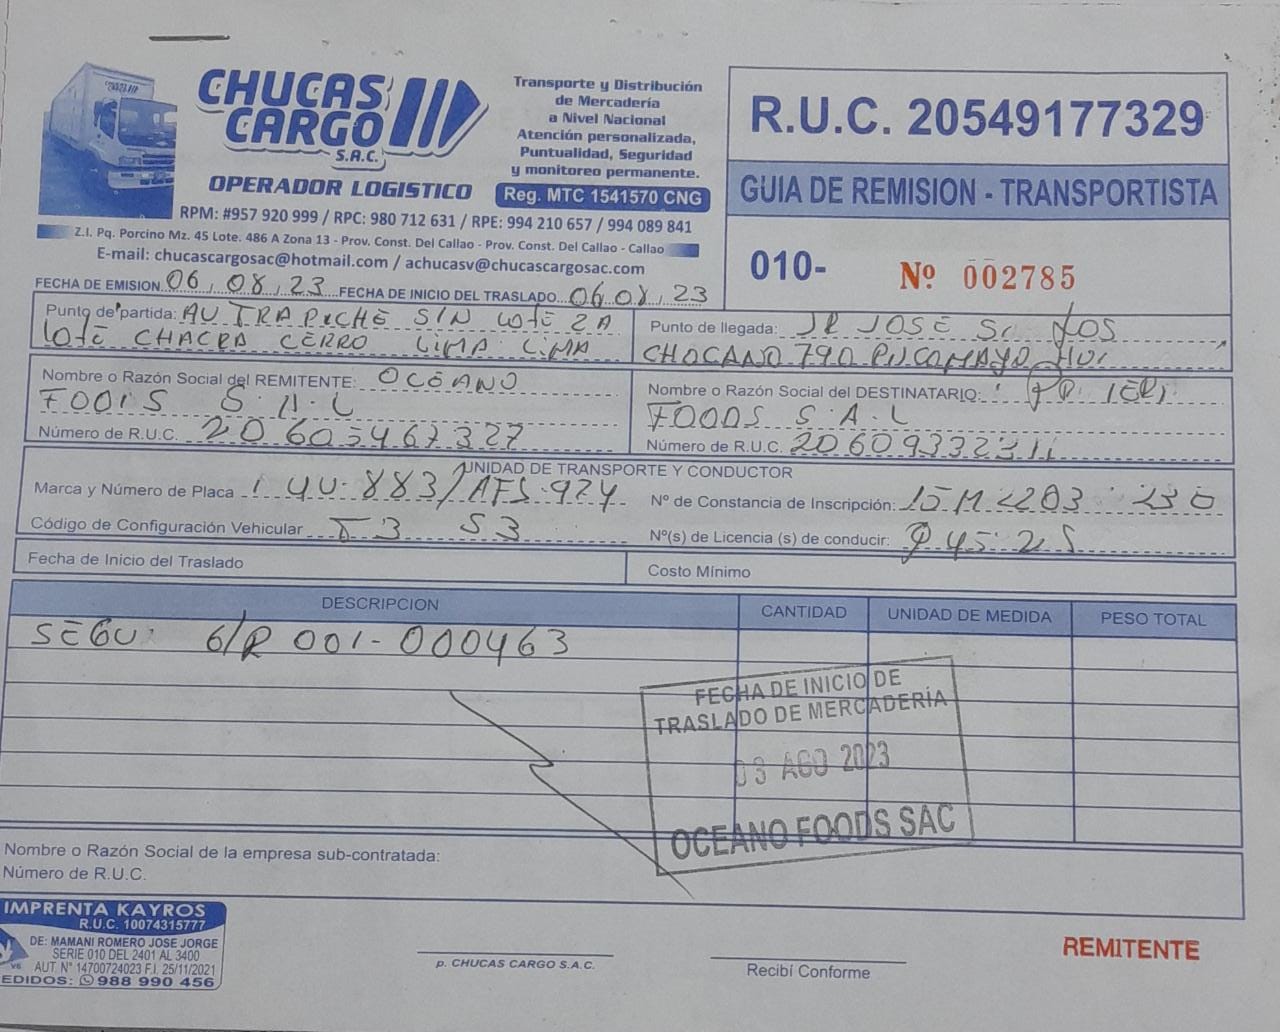 CHUCAS
CARGO
S.A.C.
OPERADOR LOGISTICO
Transporte y Distribución
de Mercadería
a Nivel Nacional
Atención personalizada,
Puntualidad, Seguridad
y monitoreo permanente.
Reg. MTC 1541570 CNG
RPM: #957 920 999 / RPC: 980 712 631 / RPE: 994 210 657 / 994 089 841
Z.I. Pq. Porcino Mz. 45 Lote. 486 A Zona 13 - Prov. Const. Del Callao - Prov. Const. Del Callao - Callao
E-mail: chucascargosac@hotmail.com / achucasv@chucascargosac.com
R.U.C. 20549177329
GUIA DE REMISION - TRANSPORTISTA
010- Nº 002785
FECHA DE EMISION 06, 08, 23 FECHA DE INICIO DEL TRASLADO 06 08, 23
Punto de partida: AV TRAPICHE SIN LOTE 2A
LOTE CHACRA CERRO LIMA LIMA
Punto de llegada: JR JOSE
CHOCANO 790
Nombre o Razón Social del REMITENTE: OCEANO
FOODS
Número de R.U.C. 20603467327
Nombre o Razón Social del DESTINATARIO:
FOODS
Número de R.U.C.
UNIDAD DE TRANSPORTE Y CONDUCTOR
Marca y Número de Placa
Nº de Constancia de Inscripción:
Código de Configuración Vehicular T3 S3
Nº(s) de Licencia (s) de conducir:
Fecha de Inicio del Traslado
Costo Mínimo
DESCRIPCION CANTIDAD UNIDAD DE MEDIDA PESO TOTAL
SEGU: G/R 001-000463
FECHA DE INICIO DE
TRASLADO DE MERCADERÍA
03 AGO 2023
OCEANO FOODS SAC
Nombre o Razón Social de la empresa sub-contratada:
Número de R.U.C.
IMPRENTA KAYROS
R.U.C. 10074315777
DE: MAMANI ROMERO JOSE JORGE
SERIE 010 DEL 2401 AL 3400
AUT. N° 14700724023 F.I. 25/11/2021
EDIDOS: 988 990 456
p. CHUCAS CARGO S.A.C.
Recibí Conforme
REMITENTE